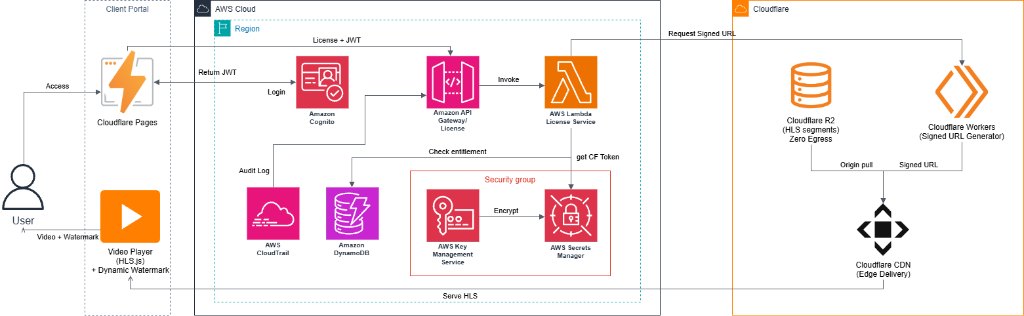 Client Portal
AWS Cloud
Cloudflare
Region
License + JWT
Request Signed URL
Return JWT
Login
Invoke
Access
Cloudflare Pages
Amazon
Cognito
Amazon API
Gateway/
License
AWS Lambda
License Service
Cloudflare R2
(HLS segments)
Zero Egress
Cloudflare Workers
(Signed URL Generator)
Check entitlement
get CF Token
Origin pull
Signed URL
Audit Log
Security group
Encrypt
User
Video + Watermark
Video Player
(HLS.js)
+ Dynamic Watermark
AWS
CloudTrail
Amazon
DynamoDB
AWS Key
Management
Service
AWS Secrets
Manager
Cloudflare CDN
(Edge Delivery)
Serve HLS